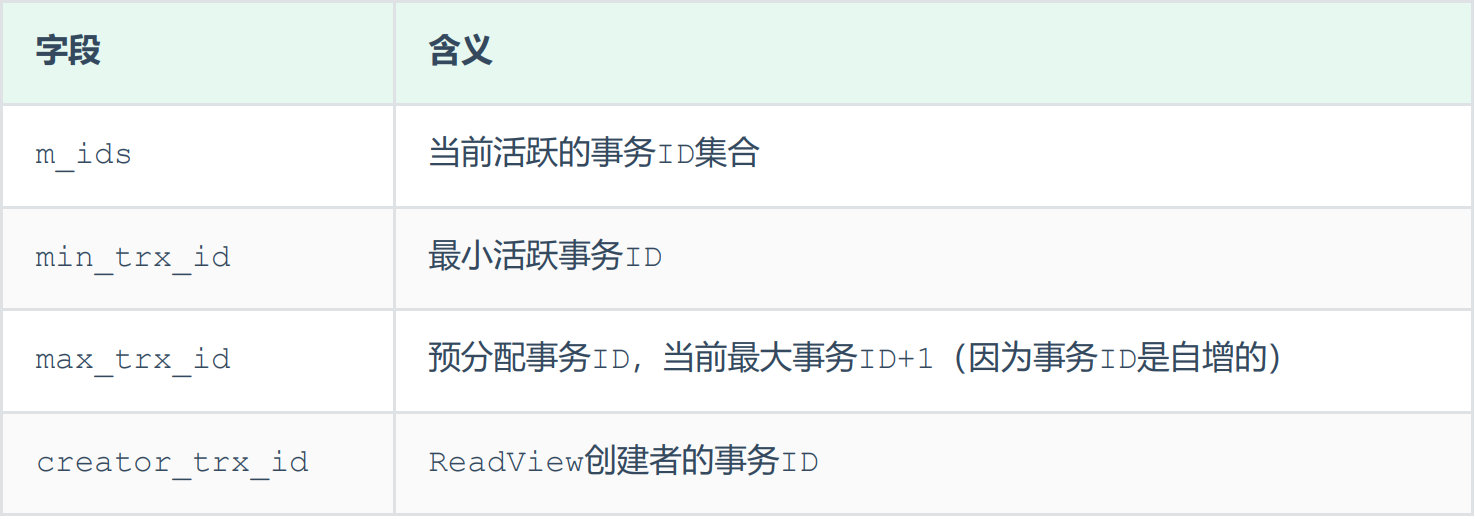 字段 含义
m_ids 当前活跃的事务ID集合
min_trx_id 最小活跃事务ID
max_trx_id 预分配事务ID，当前最大事务ID+1（因为事务ID是自增的）
creator_trx_id ReadView创建者的事务ID